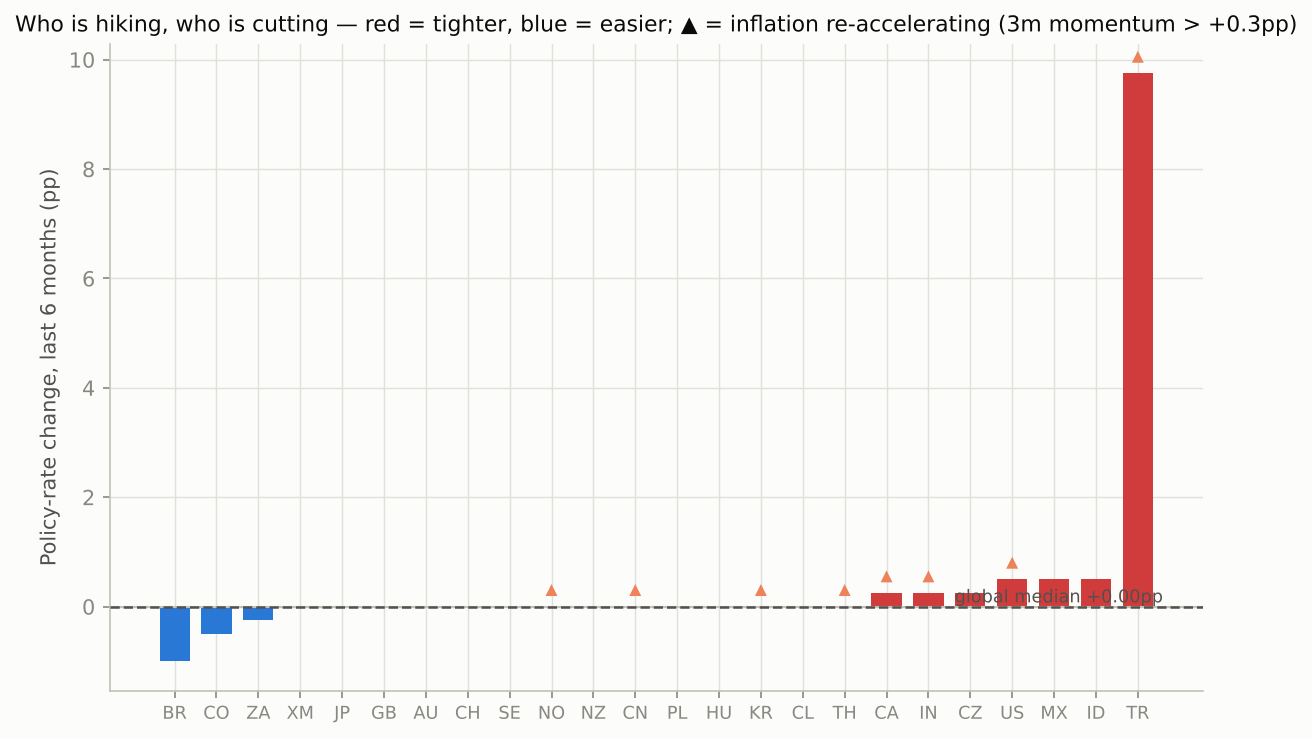 Who is hiking, who is cutting — red = tighter, blue = easier; ▲ = inflation re-accelerating (3m momentum > +0.3pp)
Policy-rate change, last 6 months (pp)
10
8
6
4
2
0
global median +0.00pp
BR CO ZA XM JP GB AU CH SE NO NZ CN PL HU KR CL TH CA IN CZ US MX ID TR